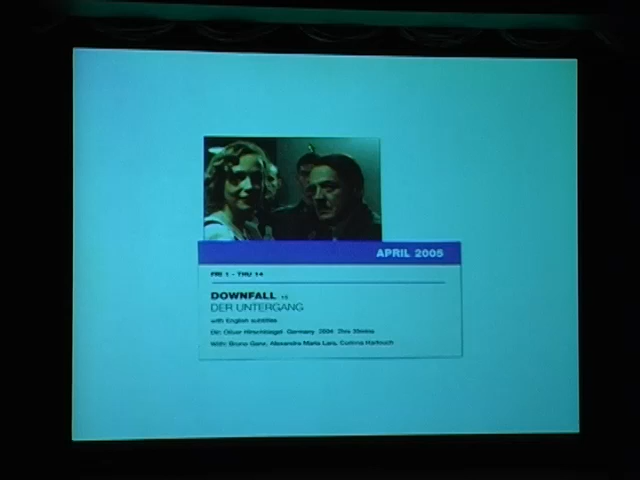 APRIL 2005
FRI 1 - THU 14
DOWNFALL 15
DER UNTERGANG
with English subtitles
Dir: Oliver Hirschbiegel Germany 2004 2hrs 35mins
With: Bruno Ganz, Alexandra Maria Lara, Corinna Harfouch